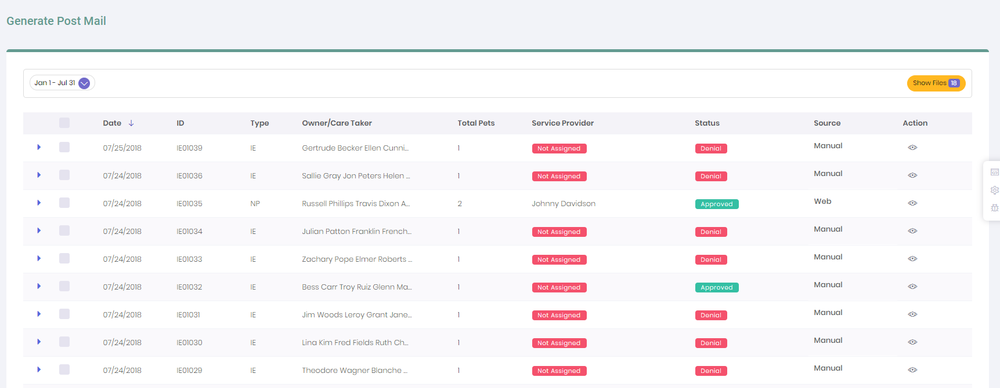 Generate Post Mail
Jan 1 - Jul 31
Show Files 18
Date ID Type Owner/Care Taker Total Pets Service Provider Status Source Action
07/25/2018 IE01039 IE Gertrude Becker Ellen Cunni... 1 Not Assigned Denial Manual
07/24/2018 IE01036 IE Sallie Gray Jon Peters Helen ... 1 Not Assigned Denial Manual
07/24/2018 IE01035 NP Russell Phillips Travis Dixon A... 2 Johnny Davidson Approved Web
07/24/2018 IE01034 IE Julian Patton Franklin French... 1 Not Assigned Denial Manual
07/24/2018 IE01033 IE Zachary Pope Elmer Roberts ... 1 Not Assigned Denial Manual
07/24/2018 IE01032 IE Bess Carr Troy Ruiz Glenn Ma... 1 Not Assigned Approved Manual
07/24/2018 IE01031 IE Jim Woods Leroy Grant Jane... 1 Not Assigned Denial Manual
07/24/2018 IE01030 IE Lina Kim Fred Fields Ruth Ch... 1 Not Assigned Denial Manual
07/24/2018 IE01029 IE Theodore Wagner Blanche ... 1 Not Assigned Denial Manual